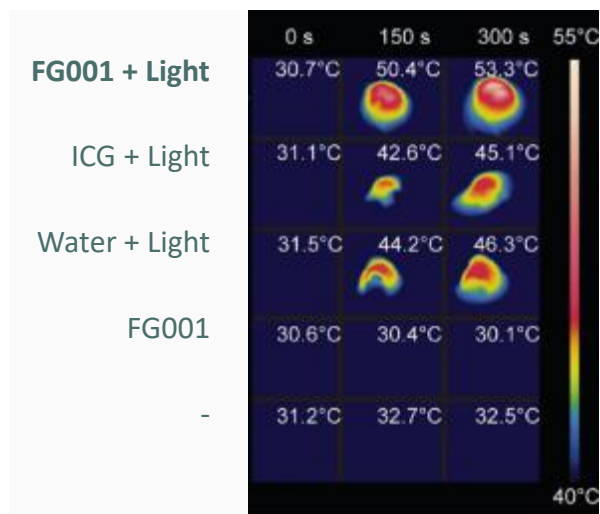 0 s 150 s 300 s 55°C
FG001 + Light 30.7°C 50.4°C 53.3°C
ICG + Light 31.1°C 42.6°C 45.1°C
Water + Light 31.5°C 44.2°C 46.3°C
FG001 30.6°C 30.4°C 30.1°C
- 31.2°C 32.7°C 32.5°C
40°C